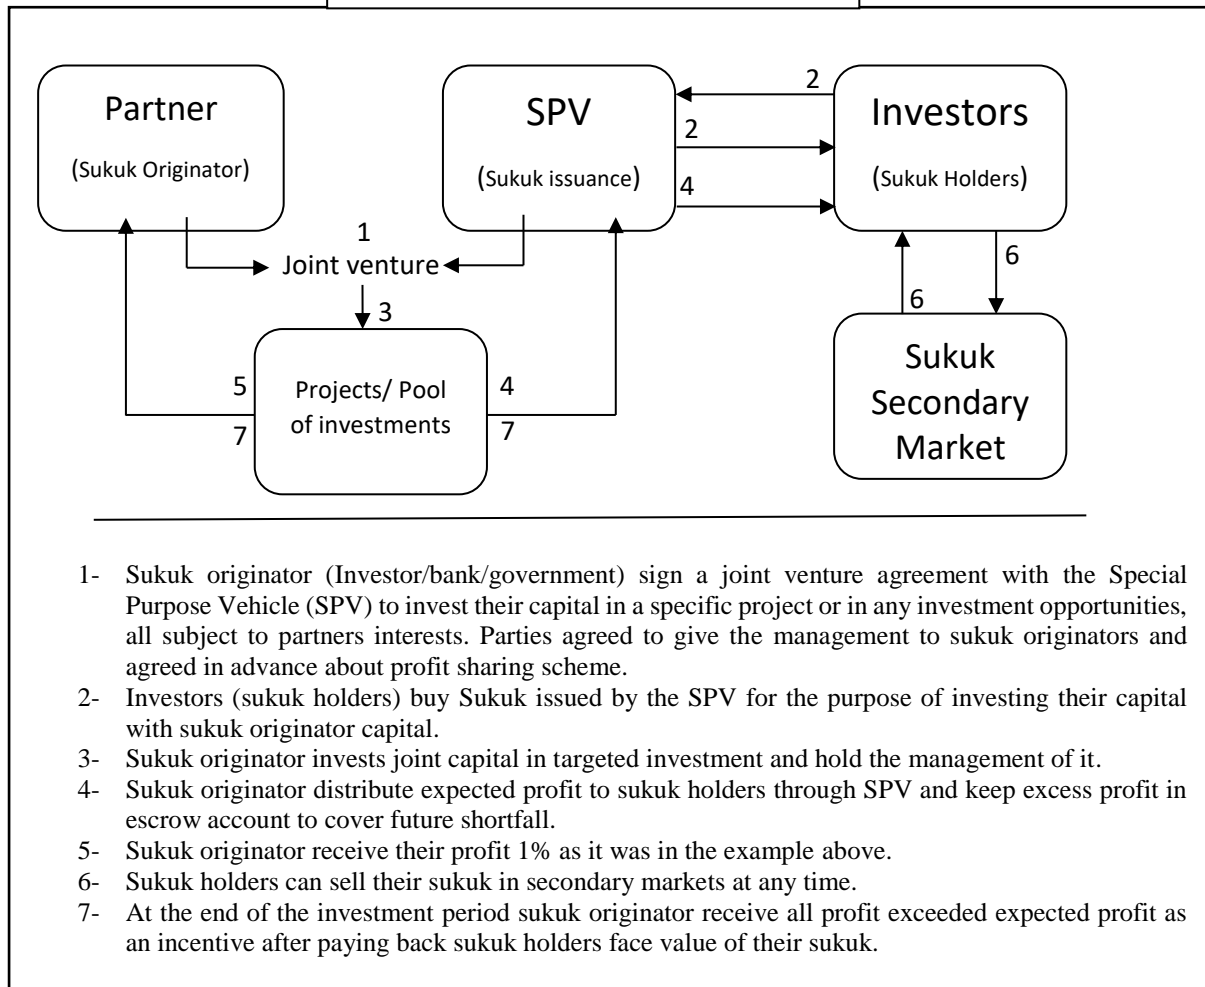 Partner
(Sukuk Originator)
SPV
(Sukuk issuance)
Investors
(Sukuk Holders)
2
2
4
1
Joint venture
3
6
6
Projects/ Pool
of investments
5
7
4
7
Sukuk
Secondary
Market
1- Sukuk originator (Investor/bank/government) sign a joint venture agreement with the Special
Purpose Vehicle (SPV) to invest their capital in a specific project or in any investment opportunities,
all subject to partners interests. Parties agreed to give the management to sukuk originators and
agreed in advance about profit sharing scheme.
2- Investors (sukuk holders) buy Sukuk issued by the SPV for the purpose of investing their capital
with sukuk originator capital.
3- Sukuk originator invests joint capital in targeted investment and hold the management of it.
4- Sukuk originator distribute expected profit to sukuk holders through SPV and keep excess profit in
escrow account to cover future shortfall.
5- Sukuk originator receive their profit 1% as it was in the example above.
6- Sukuk holders can sell their sukuk in secondary markets at any time.
7- At the end of the investment period sukuk originator receive all profit exceeded expected profit as
an incentive after paying back sukuk holders face value of their sukuk.